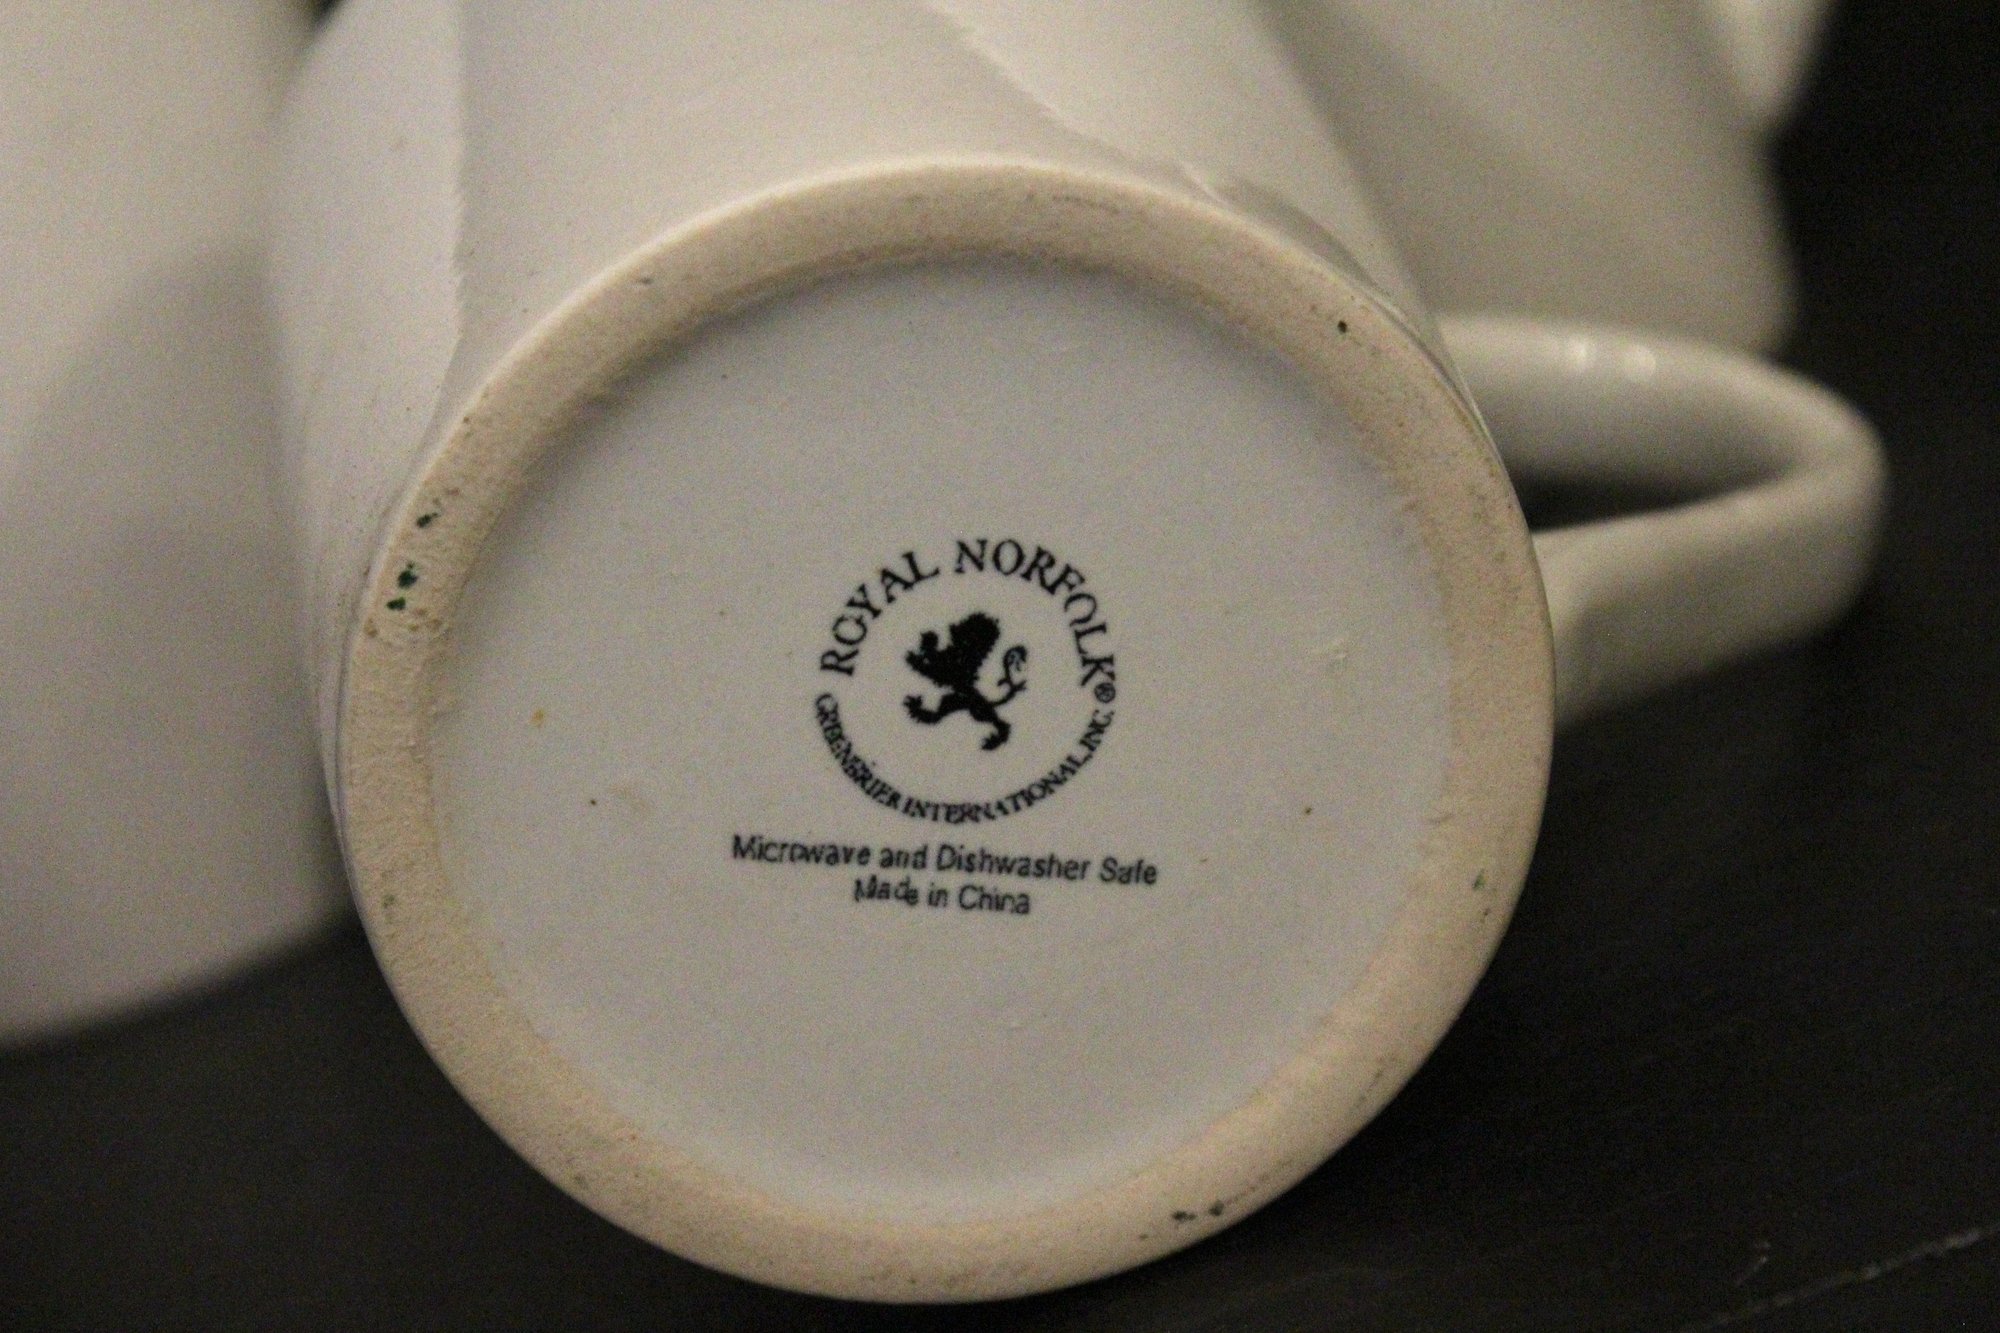 ROYAL NORFOLK®
GREENBRIER INTERNATIONAL, INC.
Microwave and Dishwasher Safe
Made in China